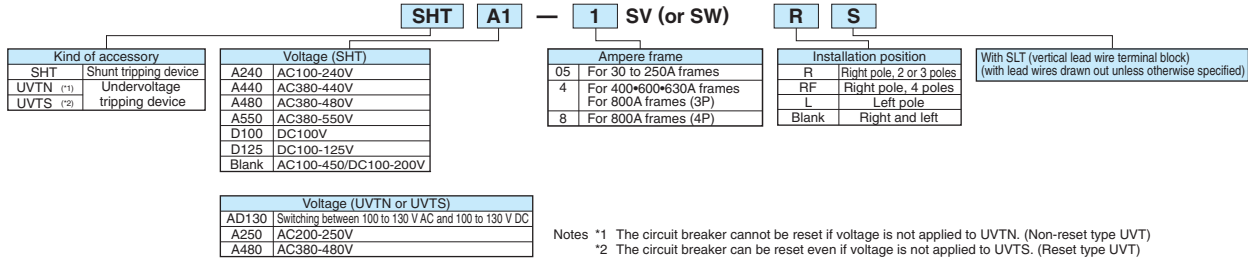 SHT A1 — 1 SV (or SW) R S
Kind of accessory
SHT Shunt tripping device
UVTN (*1) Undervoltage tripping device
UVTS (*2)
Voltage (SHT)
A240 AC100-240V
A440 AC380-440V
A480 AC380-480V
A550 AC380-550V
D100 DC100V
D125 DC100-125V
Blank AC100-450/DC100-200V
Ampere frame
05 For 30 to 250A frames
4 For 400•600•630A frames
For 800A frames (3P)
8 For 800A frames (4P)
Installation position
R Right pole, 2 or 3 poles
RF Right pole, 4 poles
L Left pole
Blank Right and left
With SLT (vertical lead wire terminal block)
(with lead wires drawn out unless otherwise specified)
Voltage (UVTN or UVTS)
AD130 Switching between 100 to 130 V AC and 100 to 130 V DC
A250 AC200-250V
A480 AC380-480V
Notes *1 The circuit breaker cannot be reset if voltage is not applied to UVTN. (Non-reset type UVT)
*2 The circuit breaker can be reset even if voltage is not applied to UVTS. (Reset type UVT)